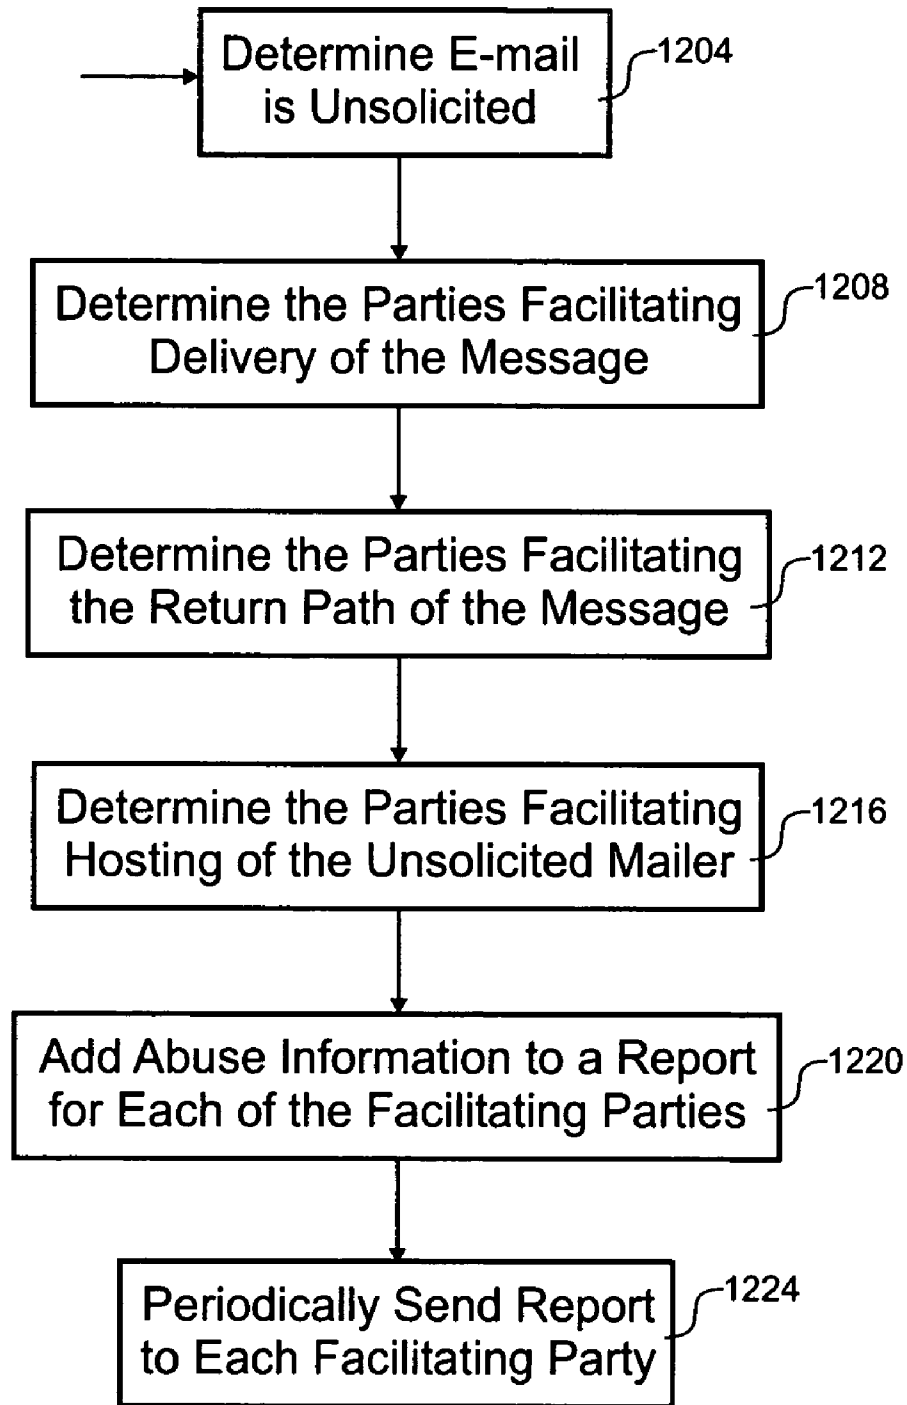 Determine E-mail
is Unsolicited
1204
Determine the Parties Facilitating
Delivery of the Message
1208
Determine the Parties Facilitating
the Return Path of the Message
1212
Determine the Parties Facilitating
Hosting of the Unsolicited Mailer
1216
Add Abuse Information to a Report
for Each of the Facilitating Parties
1220
Periodically Send Report
to Each Facilitating Party
1224